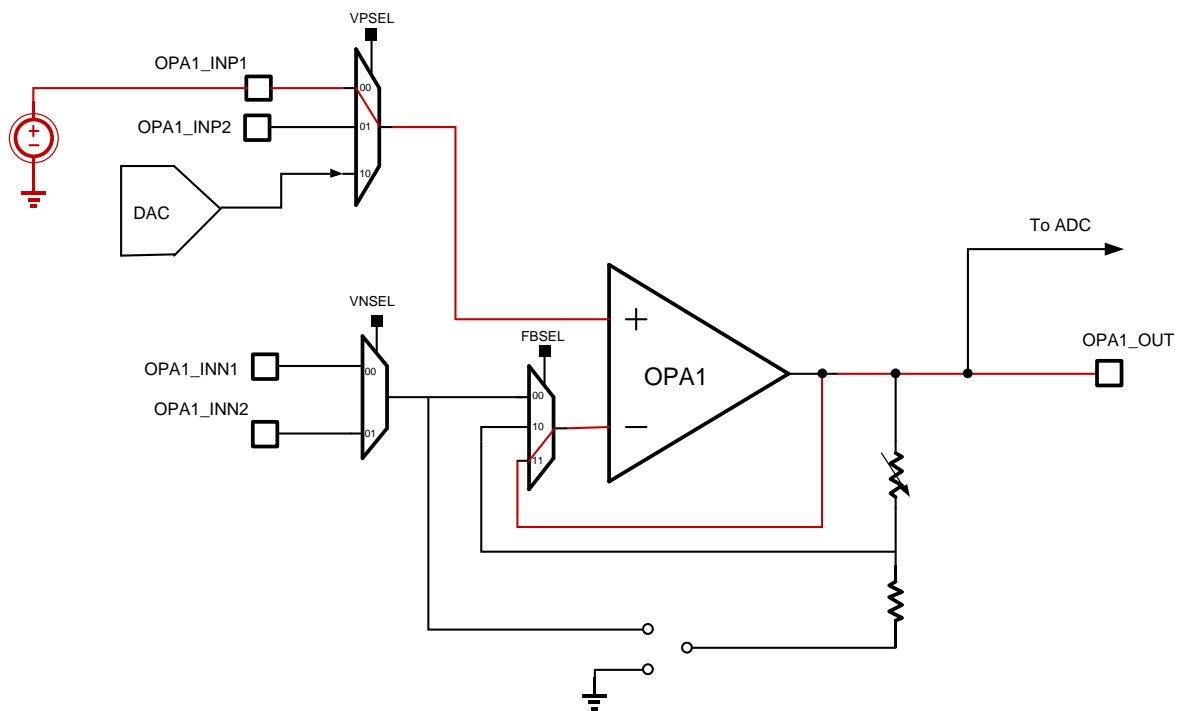 VPSEL
OPA1_INP1
00
OPA1_INP2
01
10
DAC
To ADC
VNSEL
FBSEL
OPA1_INN1
00
OPA1_INN2
01
00
10
11
+
−
OPA1
+
−
OPA1_OUT